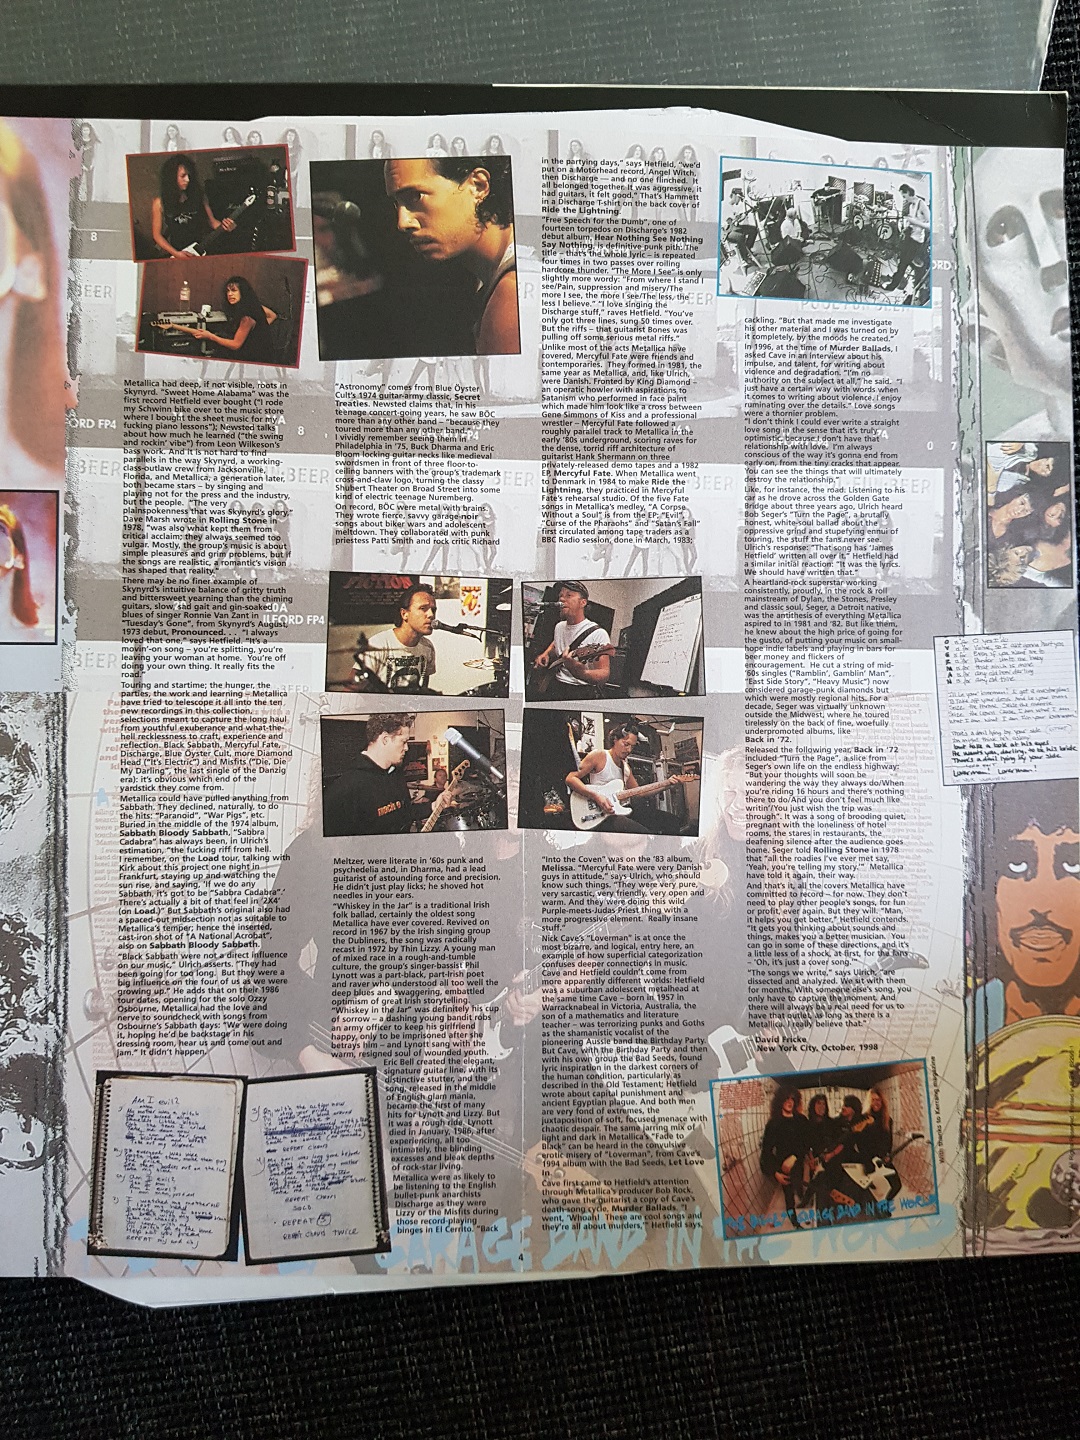 Metallica had deep, if not visible, roots in
Skynyrd. "Sweet Home Alabama" was the
first record Hetfield ever bought ("I rode
my Schwinn bike over to the music store
where I bought the sheet music for my
fucking piano lessons"); Newsted talks
about how much he learned ("the swing
and rockin' vibe") from Leon Wilkeson's
bass work. And it is not hard to find
parallels in the way Skynyrd, a working-
class-outlaw crew from Jacksonville,
Florida, and Metallica, a generation later,
both became stars – by singing and
playing not for the press and the industry,
but the people. "The very
plainspokenness that was Skynyrd's glory,"
Dave Marsh wrote in Rolling Stone in
1978, "was also what kept them from
critical acclaim; they always seemed too
vulgar. Mostly, the group's music is about
simple pleasures and grim problems, but if
the songs are realistic, a romantic's vision
has shaped that reality."
There may be no finer example of
Skynyrd's intuitive balance of gritty truth
and bittersweet yearning than the chiming
guitars, slow sad gait and gin-soaked
blues of singer Ronnie Van Zant in
"Tuesday's Gone", from Skynyrd's August,
1973 debut, Pronounced. . . "I always
loved that one," says Hetfield. "It's a
movin'-on song – you're splitting, you're
leaving your woman at home. You're off
doing your own thing. It really fits the
road."
Touring and startime; the hunger, the
parties, the work and learning – Metallica
have tried to telescope it all into the ten
new recordings in this collection,
selections meant to capture the long haul
from youthful exuberance and what-the-
hell recklessness to craft, experience and
reflection. Black Sabbath, Mercyful Fate,
Discharge, Blue Öyster Cult, more Diamond
Head ("It's Electric") and Misfits ("Die, Die
My Darling", the last single of the Danzig
era): it's obvious which end of the
yardstick they come from.
Metallica could have pulled anything from
Sabbath. They declined, naturally, to do
the hits: "Paranoid", "War Pigs", etc.
Buried in the middle of the 1974 album,
Sabbath Bloody Sabbath, "Sabbra
Cadabra" has always been, in Ulrich's
estimation, "the fucking riff from hell.
I remember, on the Load tour, talking with
Kirk about this project one night in
Frankfurt, staying up and watching the
sun rise, and saying, 'If we do any
Sabbath, it's got to be "Sabbra Cadabra".'
There's actually a bit of that feel in '2X4'
(on Load.)" But Sabbath's original also had
a spaced-out midsection not as suitable to
Metallica's temper; hence the inserted,
cast-iron shot of "A National Acrobat",
also on Sabbath Bloody Sabbath.
"Black Sabbath were not a direct influence
on our music," Ulrich asserts. "They had
been going for too long. But they were a
big influence on the four of us as we were
growing up." He adds that on their 1986
tour dates, opening for the solo Ozzy
Osbourne, Metallica had the love and
nerve to soundcheck with songs from
Osbourne's Sabbath days: "We were doing
it, hoping he'd be backstage in his
dressing room, hear us and come out and
jam." It didn't happen.
"Astronomy" comes from Blue Öyster
Cult's 1974 guitar-army classic, Secret
Treaties. Newsted claims that, in his
teenage concert-going years, he saw BÖC
more than any other band – "because they
toured more than any other band."
I vividly remember seeing them in
Philadelphia in '75, Buck Dharma and Eric
Bloom locking guitar necks like medieval
swordsmen in front of three floor-to-
ceiling banners with the group's trademark
cross-and-claw logo, turning the classy
Shubert Theater on Broad Street into some
kind of electric teenage Nuremberg.
On record, BÖC were metal with brains.
They wrote fierce, savvy garage-noir
songs about biker wars and adolescent
meltdown. They collaborated with punk
priestess Patti Smith and rock critic Richard
FICTION
Meltzer, were literate in '60s punk and
psychedelia and, in Dharma, had a lead
guitarist of astounding force and precision.
He didn't just play licks; he shoved hot
needles in your ears.
"Whiskey in the Jar" is a traditional Irish
folk ballad, certainly the oldest song
Metallica have ever covered. Revived on
record in 1967 by the Irish singing group
the Dubliners, the song was radically
recast in 1972 by Thin Lizzy. A young man
of mixed race in a rough-and-tumble
culture, the group's singer-bassist Phil
Lynott was a part-black, part-Irish poet
and raver who understood all too well the
deep blues and swaggering, embattled
optimism of great Irish storytelling.
"Whiskey in the Jar" was definitely his cup
of sorrow – a dashing young bandit robs
an army officer to keep his girlfriend
happy, only to be imprisoned after she
betrays him – and Lynott sang with the
warm, resigned soul of wounded youth.
Eric Bell created the elegant,
signature guitar line, with its
distinctive stutter, and the
song, released in the middle
of English glam mania,
became the first of many
hits for Lynott and Lizzy. But
it was a rough ride. Lynott
died in January, 1986, after
experiencing, all too
intimately, the blinding
excesses and bleak depths
of rock-star living.
Metallica were as likely to
be listening to the English
bullet-punk anarchists
Discharge as they were
Lizzy or the Misfits during
those record-playing
binges in El Cerrito. "Back
in the partying days," says Hetfield, "we'd
put on a Motörhead record, Angel Witch,
then Discharge — and no one flinched. It
all belonged together. It was aggressive, it
had guitars, it felt good." That's Hammett
in a Discharge T-shirt on the back cover of
Ride the Lightning.
"Free Speech for the Dumb", one of
fourteen torpedos on Discharge's 1982
debut album, Hear Nothing See Nothing
Say Nothing, is definitive punk pith: The
title – that's the whole lyric – is repeated
four times in two passes over roiling
hardcore thunder. "The More I See" is only
slightly more wordy: "From where I stand I
see/Pain, suppression and misery/The
more I see, the more I see/The less, the
less I believe." "I love singing the
Discharge stuff," raves Hetfield. "You've
only got three lines, sung 50 times over.
But the riffs – that guitarist Bones was
pulling off some serious metal riffs."
Unlike most of the acts Metallica have
covered, Mercyful Fate were friends and
contemporaries. They formed in 1981, the
same year as Metallica, and, like Ulrich,
were Danish. Fronted by King Diamond –
an operatic howler with aspirations to
Satanism who performed in face paint
which made him look like a cross between
Gene Simmons of Kiss and a professional
wrestler – Mercyful Fate followed a
roughly parallel track to Metallica in the
early '80s underground, scoring raves for
the dense, torrid riff architecture of
guitarist Hank Shermann on three
privately-released demo tapes and a 1982
EP, Mercyful Fate. When Metallica went
to Denmark in 1984 to make Ride the
Lightning, they practiced in Mercyful
Fate's rehearsal studio. Of the five Fate
songs in Metallica's medley, "A Corpse
Without a Soul" is from the EP; "Evil",
"Curse of the Pharaohs" and "Satan's Fall"
first circulated among tape traders as a
BBC Radio session, done in March, 1983;
"Into the Coven" was on the '83 album,
Melissa. "Mercyful Fate were very Danish
guys in attitude," says Ulrich, who should
know such things. "They were very pure,
very sarcastic, very friendly, very open and
warm. And they were doing this wild
Purple-meets-Judas Priest thing with a
more progressive element. Really insane
stuff."
Nick Cave's "Loverman" is at once the
most bizarre, and logical, entry here, an
example of how superficial categorization
confuses deeper connections in music.
Cave and Hetfield couldn't come from
more apparently different worlds: Hetfield
was a suburban adolescent metalhead at
the same time Cave – born in 1957 in
Warracknabeal in Victoria, Australia, the
son of a mathematics and literature
teacher – was terrorizing punks and Goths
as the shamanistic vocalist of the
pioneering Aussie band the Birthday Party.
But Cave, with the Birthday Party and then
with his own group the Bad Seeds, found
lyric inspiration in the darkest corners of
the human condition, particularly, as
described in the Old Testament; Hetfield
wrote about capital punishment and
ancient Egyptian plague. And both men
are very fond of extremes, the
juxtaposition of soft, focused menace with
chaotic despair. The same jarring mix of
light and dark in Metallica's "Fade to
Black" can be heard in the convulsive
erotic misery of "Loverman", from Cave's
1994 album with the Bad Seeds, Let Love
In.
Cave first came to Hetfield's attention
through Metallica's producer Bob Rock,
who gave the guitarist a copy of Cave's
death-song cycle, Murder Ballads. "I
went, 'Whoah! These are cool songs and
they're all about murders,'" Hetfield says,
cackling. "But that made me investigate
his other material and I was turned on by
it completely, by the moods he created."
In 1996, at the time of Murder Ballads, I
asked Cave in an interview about his
impulse, and talent, for writing about
violence and degradation. "I'm no
authority on the subject at all," he said. "I
just have a certain way with words when
it comes to writing about violence. I enjoy
ruminating over the details." Love songs
were a thornier problem.
"I don't think I could ever write a straight
love song in the sense that it's truly
optimistic, because I don't have that
relationship with love. I'm always
conscious of the way it's gonna end from
early on, from the tiny cracks that appear.
You can see the things that will ultimately
destroy the relationship."
Like, for instance, the road. Listening to his
car as he drove across the Golden Gate
Bridge about three years ago, Ulrich heard
Bob Seger's "Turn the Page", a brutally
honest, white-soul ballad about the
oppressive grind and stupefying ennui of
touring, the stuff the fans never see.
Ulrich's response: "That song has 'James
Hetfield' written all over it." Hetfield had
a similar initial reaction: "It was the lyrics.
We should have written that."
A heartland-rock superstar working
consistently, proudly, in the rock & roll
mainstream of Dylan, the Stones, Presley
and classic soul, Seger, a Detroit native,
was the antithesis of everything Metallica
aspired to in 1981 and '82. But like them,
he knew about the high price of going for
the gusto, of putting your music on small-
hope indie labels and playing in bars for
beer money and flickers of
encouragement. He cut a string of mid-
'60s singles ("Ramblin', Gamblin' Man",
"East Side Story", "Heavy Music") now
considered garage-punk diamonds but
which were mostly regional hits. For a
decade, Seger was virtually unknown
outside the Midwest, where he toured
tirelessly on the back of fine, woefully
underpromoted albums, like
Back in '72.
Released the following year, Back in '72
included "Turn the Page", a slice from
Seger's own life on the endless highway:
"But your thoughts will soon be
wandering the way they always do/When
you're riding 16 hours and there's nothing
there to do/And you don't feel much like
writin'/You just wish the trip was
through". It was a song of brooding quiet,
pregnant with the loneliness of hotel
rooms, the stares in restaurants, the
deafening silence after the audience goes
home. Seger told Rolling Stone in 1978
that "all the roadies I've ever met say,
'Yeah, you're telling my story.'" Metallica
have told it again, their way.
And that's it, all the covers Metallica have
committed to record – for now. They don't
need to play other people's songs, for fun
or profit, ever again. But they will. "Man,
it helps you get better," Hetfield contends.
"It gets you thinking about sounds and
things, makes you a better musician. You
can go in some of these directions, and it's
a little less of a shock, at first, for the fans
– 'Oh, it's just a cover song.'"
"The songs we write," says Ulrich, "are
dissected and analyzed. We sit with them
for months. With someone else's song, you
only have to capture the moment. And
there will always be a real need for us to
have that outlet, as long as there is a
Metallica. I really believe that."
– David Fricke
New York City, October, 1998
AM I evil?
REPEAT CHORUS
SOLO
REPEAT
REPEAT CHORUS TWICE
GARAGE BAND IN THE WORLD
4